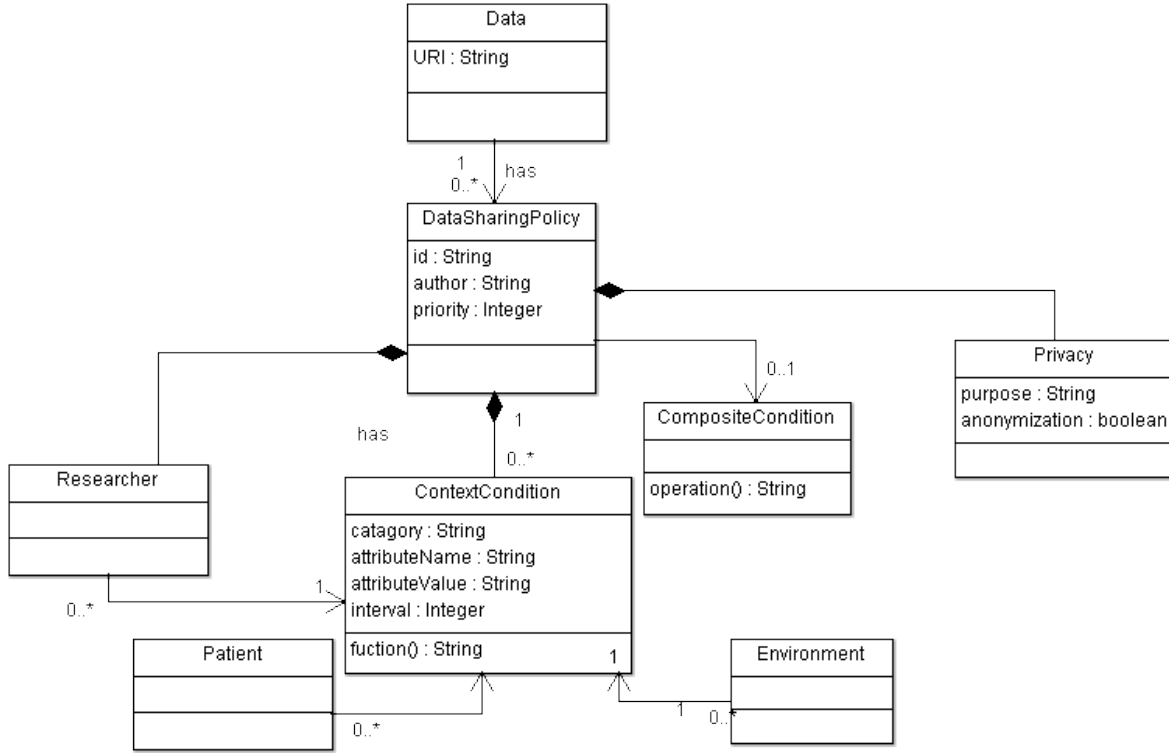 Data
URI : String
1
has
0..*
DataSharingPolicy
id : String
author : String
priority : Integer
0..1
Privacy
purpose : String
anonymization : boolean
CompositeCondition
operation() : String
1
has
0..*
Researcher
ContextCondition
catagory : String
attributeName : String
attributeValue : String
interval : Integer
fuction() : String
1
0..*
Patient
0..*
1
Environment
1
0..*